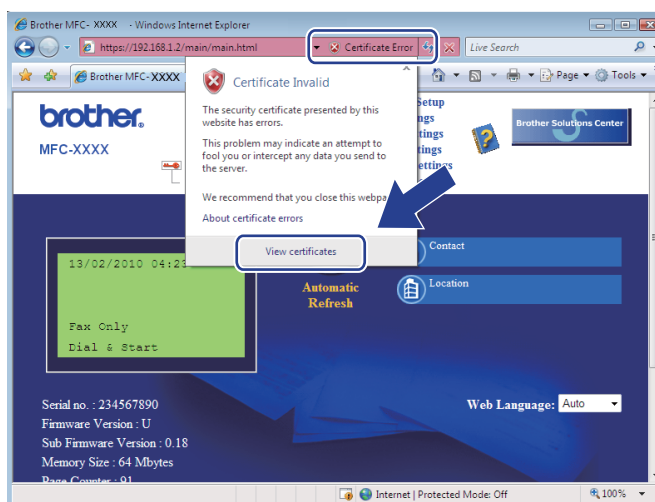 Brother MFC- XXXX - Windows Internet Explorer
https://192.168.1.2/main/main.html
Certificate Error
Live Search
Brother MFC-XXXX
Page
Tools
brother.
MFC-XXXX
Certificate Invalid
The security certificate presented by this
website has errors.
This problem may indicate an attempt to
fool you or intercept any data you send to
the server.
We recommend that you close this webpa
About certificate errors
View certificates
Setup
ngs
tings
tings
ettings
Brother Solutions Center
13/02/2010 04:23
Fax Only
Dial & Start
Automatic
Refresh
Contact
Location
Serial no. : 234567890
Firmware Version : U
Sub Firmware Version : 0.18
Memory Size : 64 Mbytes
Page Counter : 91
Web Language: Auto
Internet | Protected Mode: Off
100%